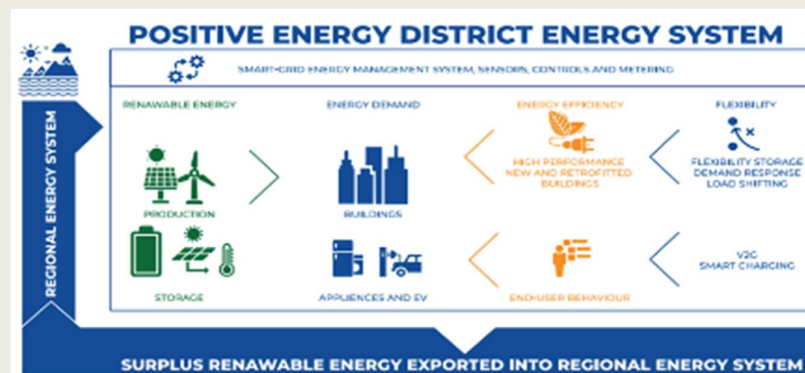 POSITIVE ENERGY DISTRICT ENERGY SYSTEM
SMART-GRID ENERGY MANAGEMENT SYSTEM, SENSORS, CONTROLS AND METERING
REGIONAL ENERGY SYSTEM
RENAWABLE ENERGY
ENERGY DEMAND
ENERGY EFFICIENCY
FLEXIBILITY
PRODUCTION
BUILDINGS
HIGH PERFORMANCE
NEW AND RETROFITTED
BUILDINGS
FLEXIBILITY STORAGE
DEMAND RESPONSE
LOAD SHIFTING
STORAGE
APPLIENCES AND EV
END-USER BEHAVIOUR
V2G
SMART CHARGING
SURPLUS RENAWABLE ENERGY EXPORTED INTO REGIONAL ENERGY SYSTEM